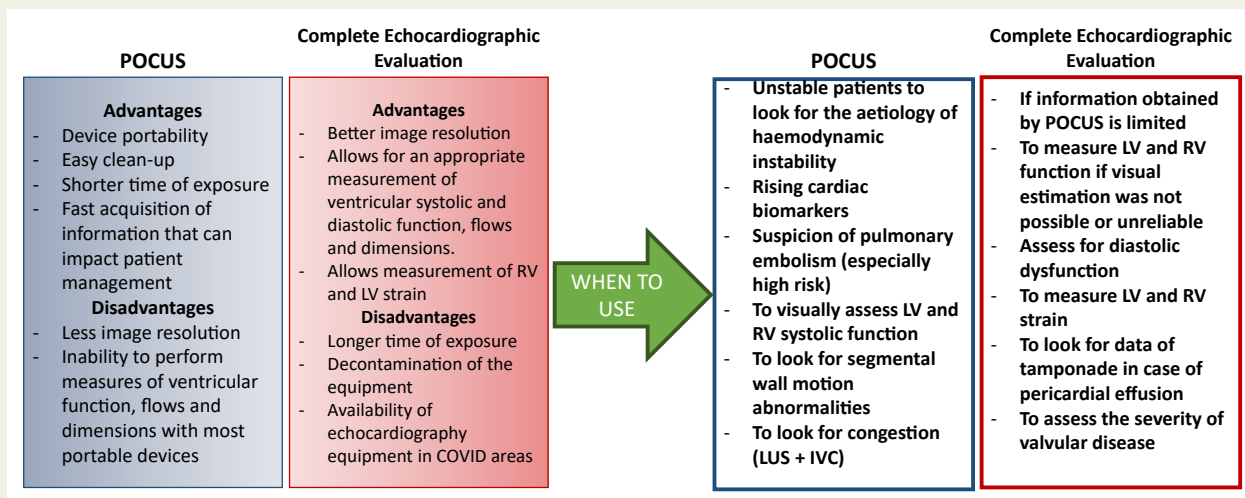 POCUS
Advantages
- Device portability
- Easy clean-up
- Shorter time of exposure
- Fast acquisition of
information that can
impact patient
management
Disadvantages
- Less image resolution
- Inability to perform
measures of ventricular
function, flows and
dimensions with most
portable devices
Complete Echocardiographic
Evaluation
Advantages
- Better image resolution
- Allows for an appropriate
measurement of
ventricular systolic and
diastolic function, flows
and dimensions.
- Allows measurement of RV
and LV strain
Disadvantages
- Longer time of exposure
- Decontamination of the
equipment
- Availability of
echocardiography
equipment in COVID areas
WHEN TO
USE
POCUS
- Unstable patients to
look for the aetiology of
haemodynamic
instability
- Rising cardiac
biomarkers
- Suspicion of pulmonary
embolism (especially
high risk)
- To visually assess LV and
RV systolic function
- To look for segmental
wall motion
abnormalities
- To look for congestion
(LUS + IVC)
Complete Echocardiographic
Evaluation
- If information obtained
by POCUS is limited
- To measure LV and RV
function if visual
estimation was not
possible or unreliable
- Assess for diastolic
dysfunction
- To measure LV and RV
strain
- To look for data of
tamponade in case of
pericardial effusion
- To assess the severity of
valvular disease